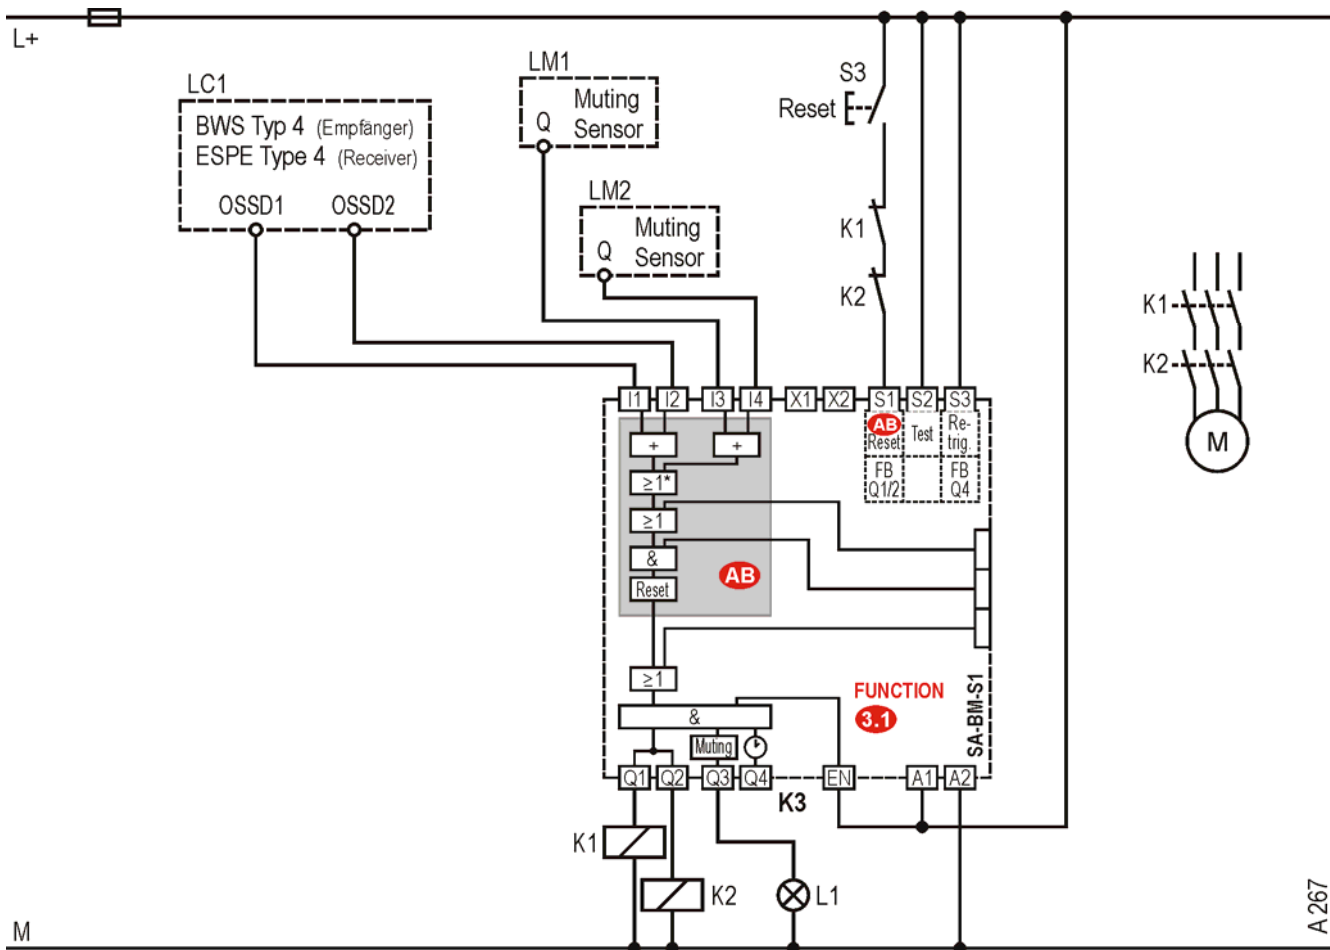 L+
LC1
BWS Typ 4 (Empfänger)
ESPE Type 4 (Receiver)
OSSD1 OSSD2
LM1
Muting
Q Sensor
LM2
Muting
Q Sensor
S3
Reset
K1
K2
K1
K2
M
I1 I2 I3 I4 X1 X2 S1 S2 S3
AB
Reset
Test
Re-
trig.
FB
Q1/2
FB
Q4
+ +
≥1*
≥1
&
Reset
AB
≥1
&
Muting
FUNCTION
3.1
SA-BM-S1
Q1 Q2 Q3 Q4 EN A1 A2
K3
K1
K2
L1
M
A 267